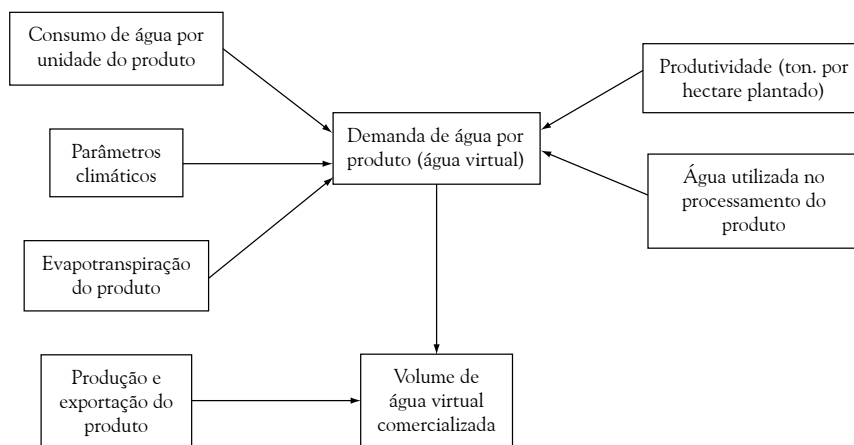 Consumo de água por
unidade do produto
Produtividade (ton. por
hectare plantado)
Demanda de água por
produto (água virtual)
Parâmetros
climáticos
Água utilizada no
processamento do
produto
Evapotranspiração
do produto
Produção e
exportação do
produto
Volume de
água virtual
comercializada